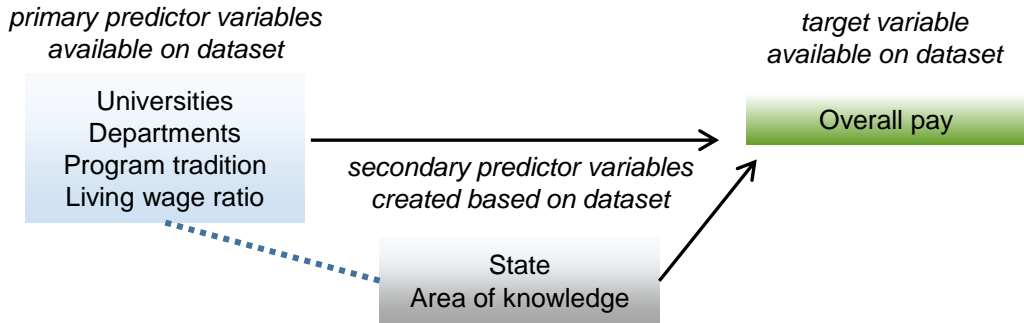 primary predictor variables
available on dataset
target variable
available on dataset
Universities
Departments
Program tradition
Living wage ratio
Overall pay
secondary predictor variables
created based on dataset
State
Area of knowledge